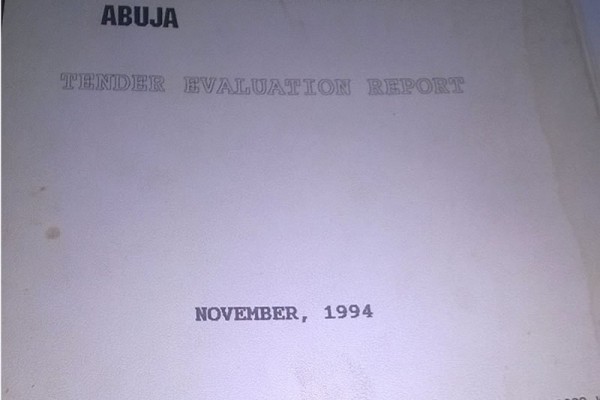 ABUJA
TENDER EVALUATION REPORT
NOVEMBER, 1994